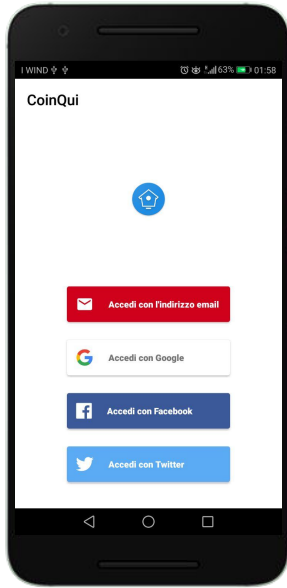 I WIND 63% 01:58
CoinQui
Accedi con l'indirizzo email
Accedi con Google
Accedi con Facebook
Accedi con Twitter